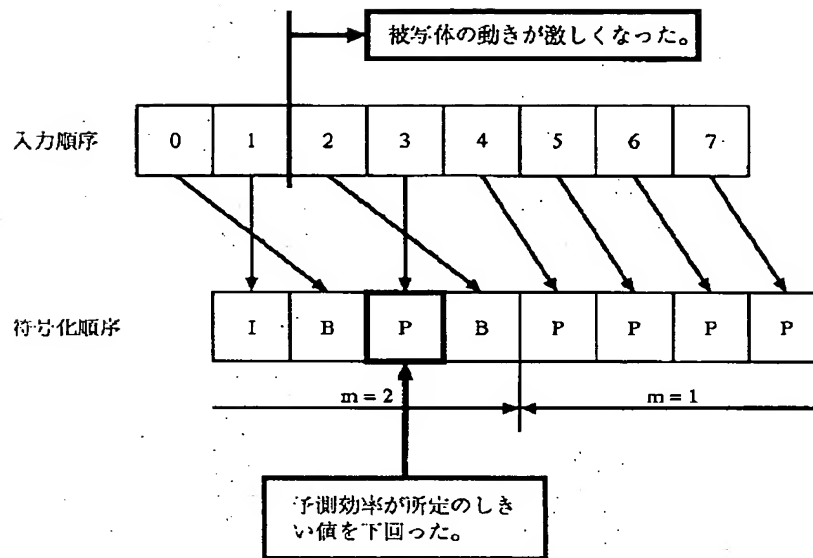 被写体の動きが激しくなった。
入力順序 0 1 2 3 4 5 6 7
符号化順序 I B P B P P P P
m = 2 m = 1
予測効率が所定のしき
い値を下回った。